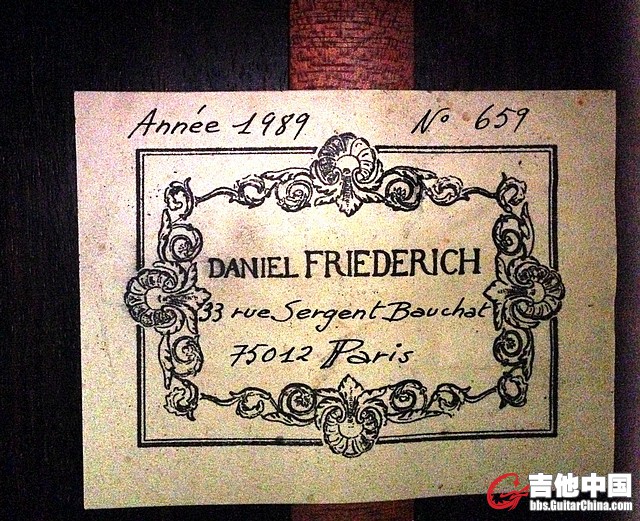 Année 1989 N° 659
DANIEL FRIEDERICH
33 rue Sergent Bauchat
75012 Paris
吉他中国
bbs.GuitarChina.com